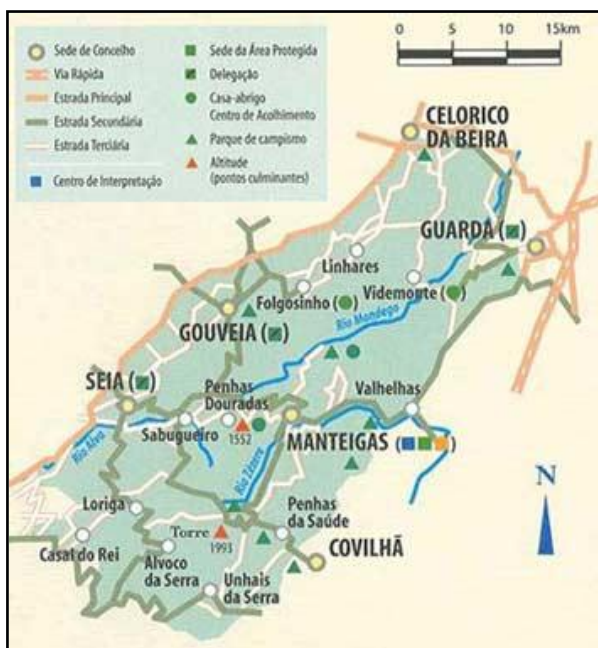 Sede de Concelho
Via Rápida
Estrada Principal
Estrada Secundária
Estrada Terciária
Centro de Interpretação
Sede da Área Protegida
Delegação
Casa-abrigo
Centro de Acolhimento
Parque de campismo
Altitude
(pontos culminantes)
0 5 10 15km
CELORICO
DA BEIRA
GUARDA ( )
Linhares
Folgosinho ( )
Videmonte ( )
Rio Mondego
GOUVEIA ( )
SEIA ( )
Penhas
Douradas
Valhelhas
Sabugueiro
1552
MANTEIGAS ( )
Rio Alva
Rio Zêzere
N
Loriga
Penhas
da Saúde
Torre
1993
Casal do Rei
Alvoco
da Serra
COVILHÃ
Unhais
da Serra